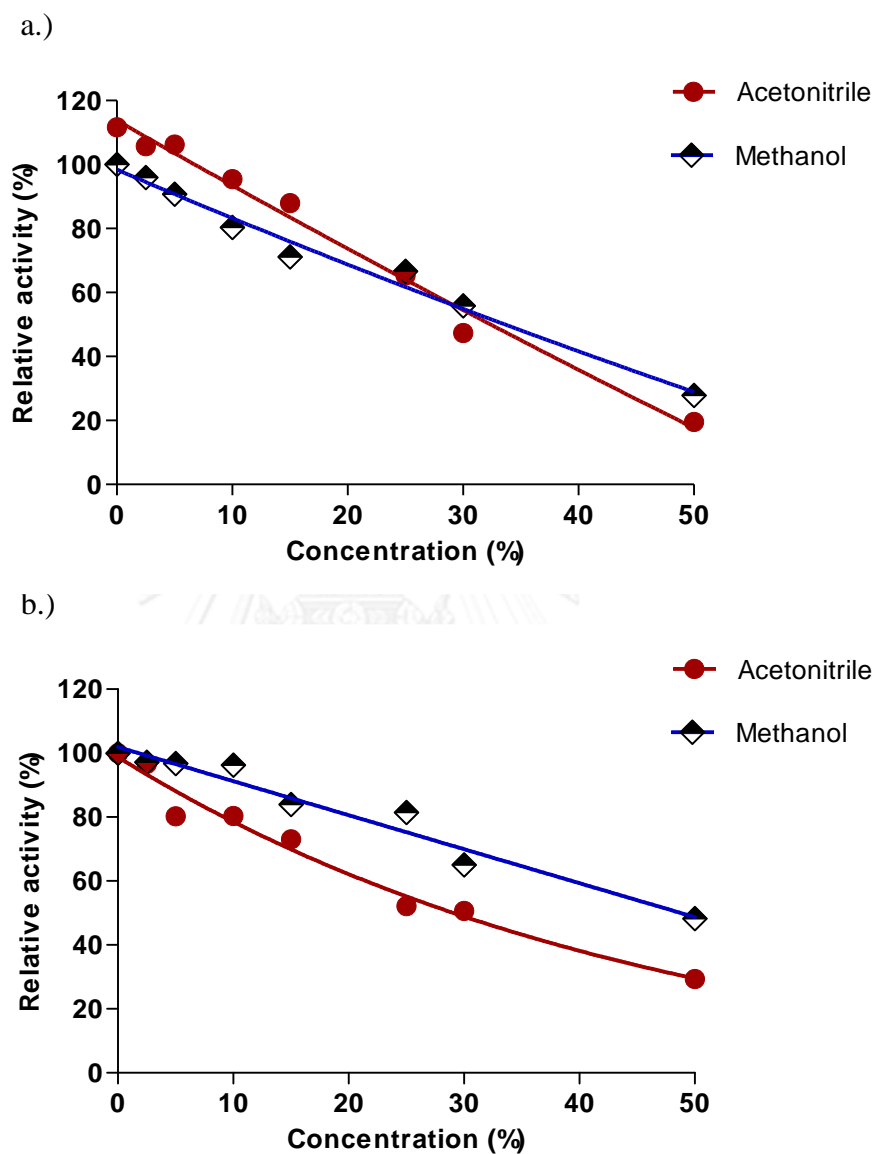 a.)
Acetonitrile
Methanol
120
100
80
60
40
20
0
Relative activity (%)
0 10 20 30 40 50
Concentration (%)
b.)
Acetonitrile
Methanol
120
100
80
60
40
20
0
Relative activity (%)
0 10 20 30 40 50
Concentration (%)